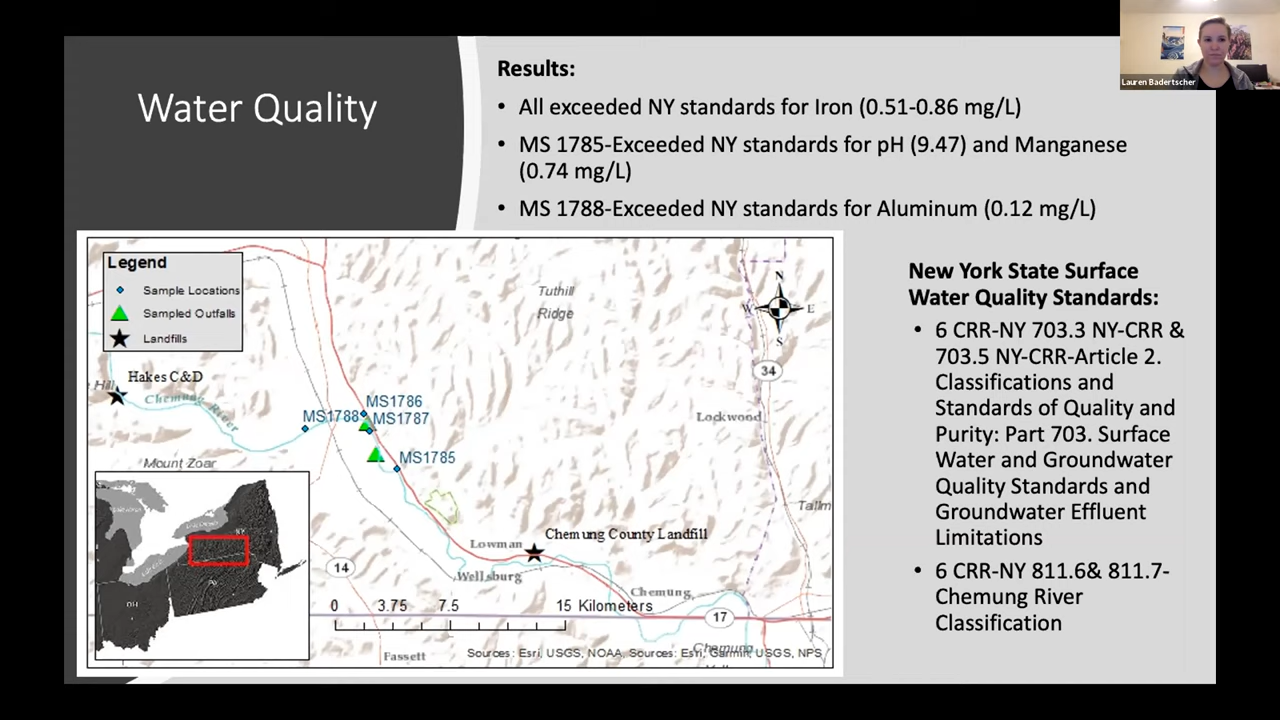 Water Quality
Results:
• All exceeded NY standards for Iron (0.51-0.86 mg/L)
• MS 1785-Exceeded NY standards for pH (9.47) and Manganese
(0.74 mg/L)
• MS 1788-Exceeded NY standards for Aluminum (0.12 mg/L)
Lauren Badertscher
Legend
Sample Locations
Sampled Outfalls
Landfills
Tuthill
Ridge
N
W
E
S
34
Hill
Hakes C&D
Chemung River
MS1786
MS1788
MS1787
Lockwood
MS1785
Mount Zoar
Tallm
Chemung County Landfill
Lowman
14
Wellsburg
Chemung
0 3.75 7.5 15 Kilometers
17
Fassett
Sources: Esri, USGS, NOAA, Sources: Esri, Garmin, USGS, NPS
NY
PA
OH
New York State Surface
Water Quality Standards:
• 6 CRR-NY 703.3 NY-CRR &
703.5 NY-CRR-Article 2.
Classifications and
Standards of Quality and
Purity: Part 703. Surface
Water and Groundwater
Quality Standards and
Groundwater Effluent
Limitations
• 6 CRR-NY 811.6& 811.7-
Chemung River
Classification